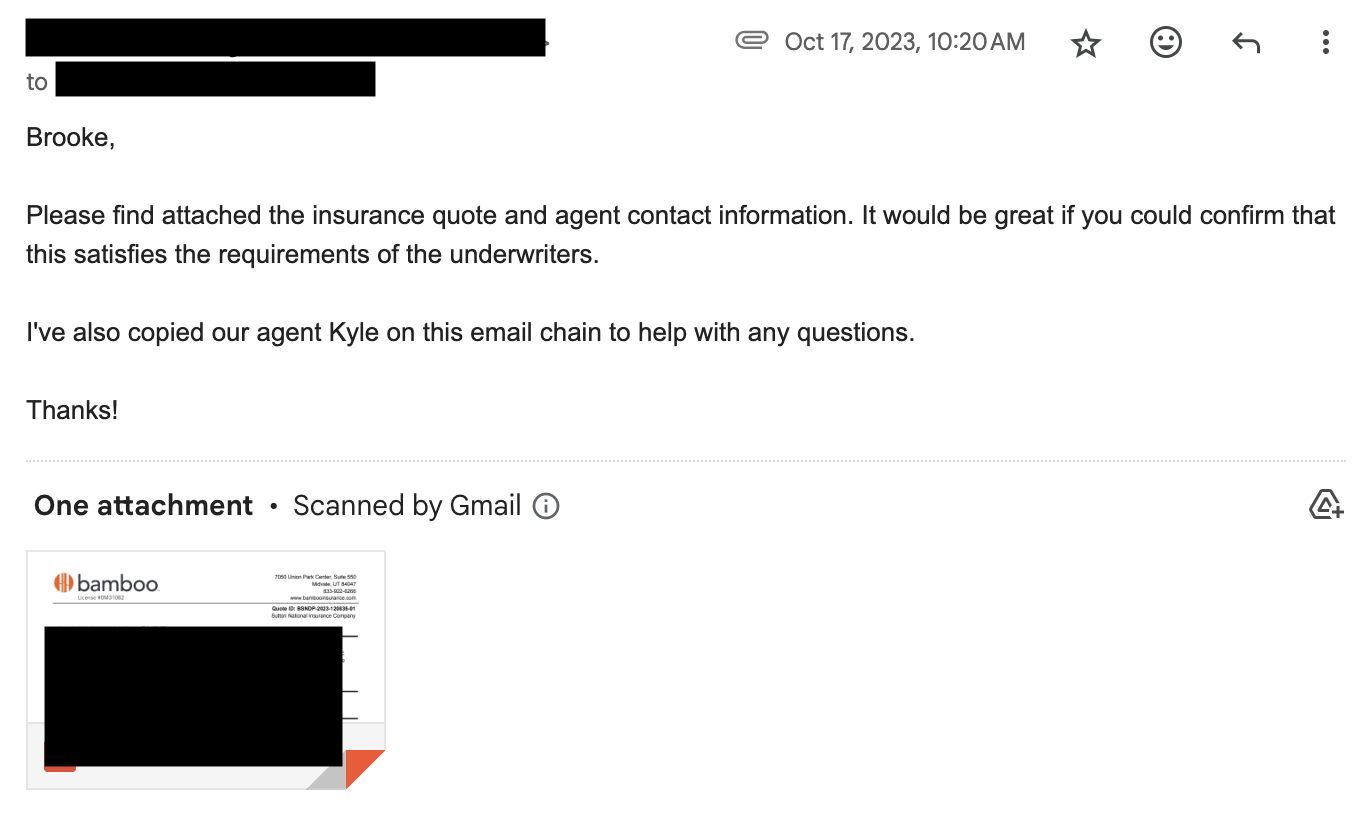 Oct 17, 2023, 10:20 AM
to
Brooke,
Please find attached the insurance quote and agent contact information. It would be great if you could confirm that
this satisfies the requirements of the underwriters.
I've also copied our agent Kyle on this email chain to help with any questions.
Thanks!
One attachment • Scanned by Gmail
bamboo
License #0M31082
7050 Union Park Center, Suite 550
Midvale, UT 84047
833-922-6266
www.bambooinsurance.com
Quote ID: BSNDP-2023-120636-01
Sutton National Insurance Company